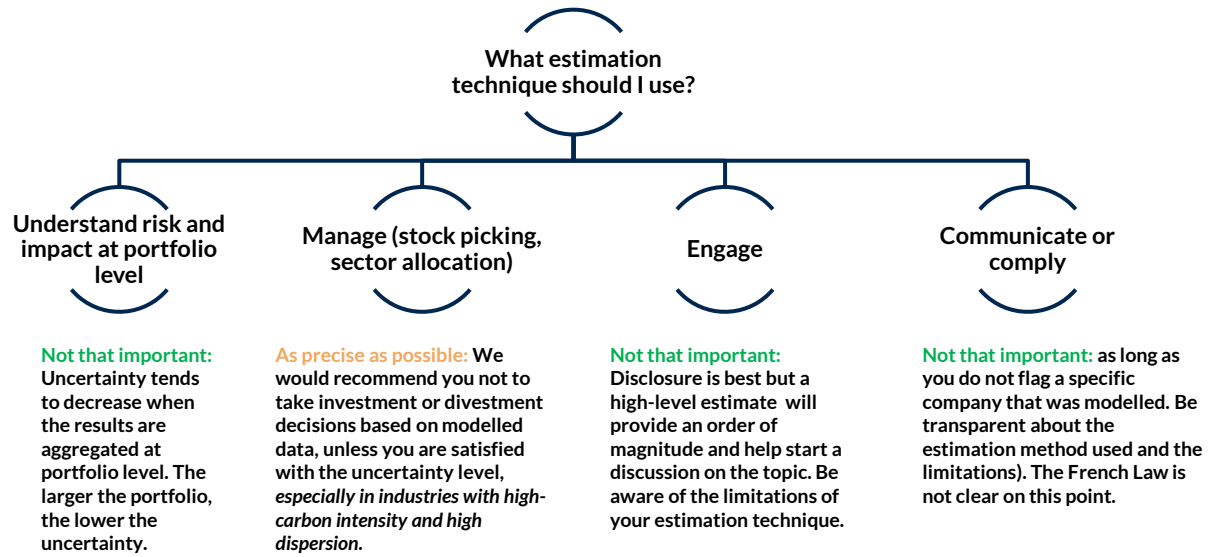 What estimation
technique should I use?
Understand risk and
impact at portfolio
level
Manage (stock picking,
sector allocation)
Engage
Communicate or
comply
Not that important:
Uncertainty tends
to decrease when
the results are
aggregated at
portfolio level. The
larger the portfolio,
the lower the
uncertainty.
As precise as possible: We
would recommend you not to
take investment or divestment
decisions based on modelled
data, unless you are satisfied
with the uncertainty level,
especially in industries with high-
carbon intensity and high
dispersion.
Not that important:
Disclosure is best but a
high-level estimate will
provide an order of
magnitude and help start a
discussion on the topic. Be
aware of the limitations of
your estimation technique.
Not that important: as long as
you do not flag a specific
company that was modelled. Be
transparent about the
estimation method used and the
limitations). The French Law is
not clear on this point.